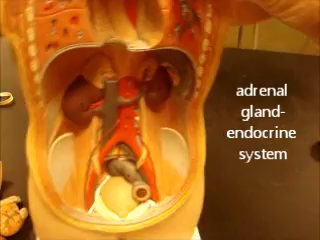 adrenal
gland-
endocrine
system